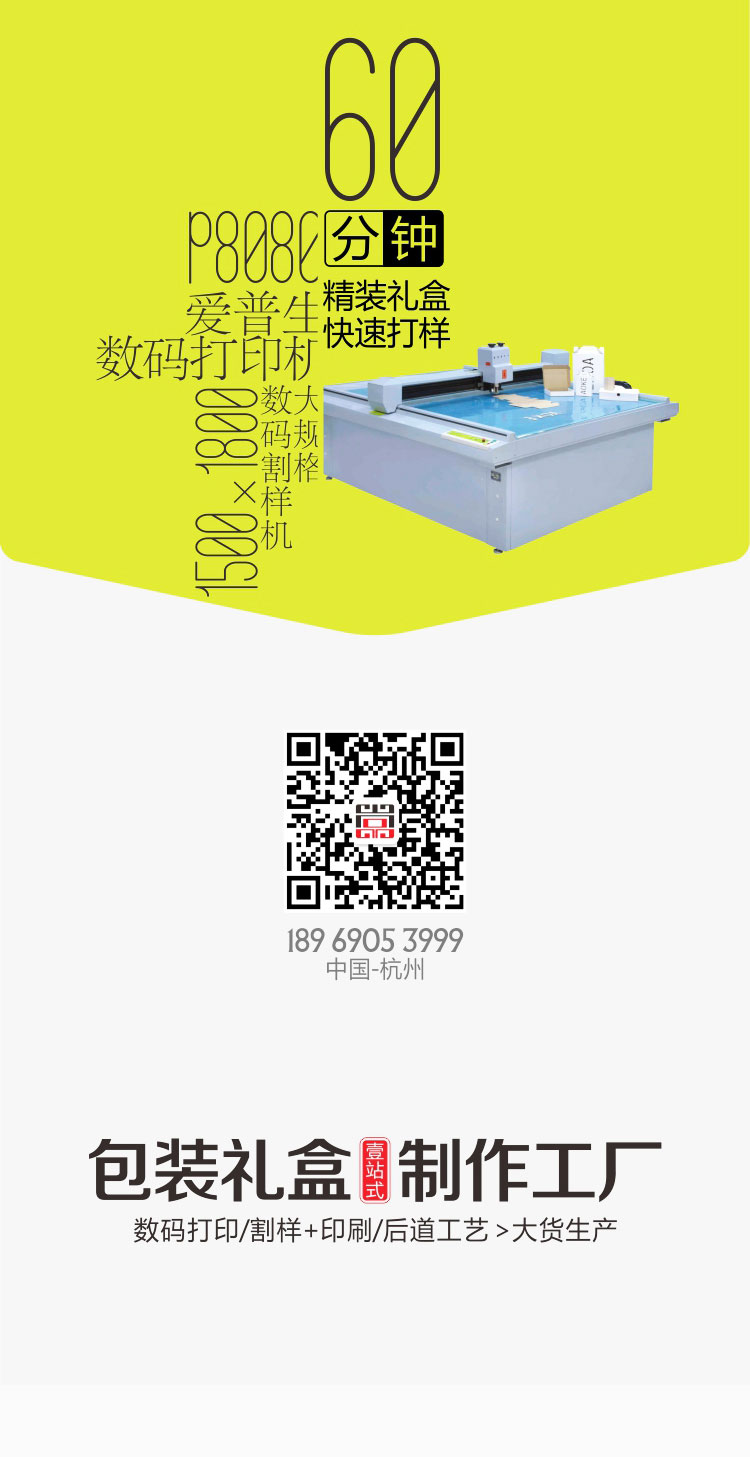 60
分钟
精装礼盒
快速打样
P8080
爱普生
数码打印机
1500×1800
大规格
数码割样机
189 6905 3999
中国-杭州
包装礼盒壹站式制作工厂
数码打印/割样+印刷/后道工艺>大货生产